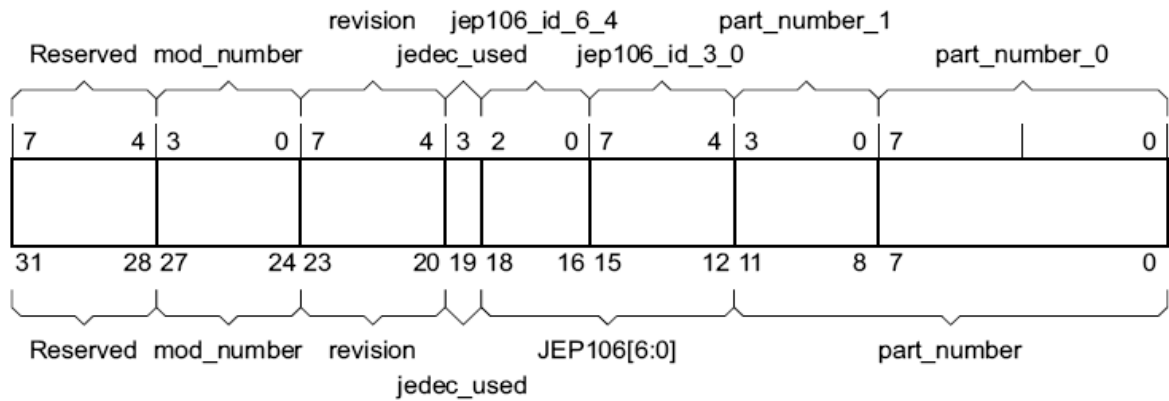 revision jep106_id_6_4 part_number_1
Reserved mod_number jedec_used jep106_id_3_0 part_number_0
7 4 3 0 7 4 3 2 0 7 4 3 0 7 0
31 28 27 24 23 20 19 18 16 15 12 11 8 7 0
Reserved mod_number revision JEP106[6:0] part_number
jedec_used